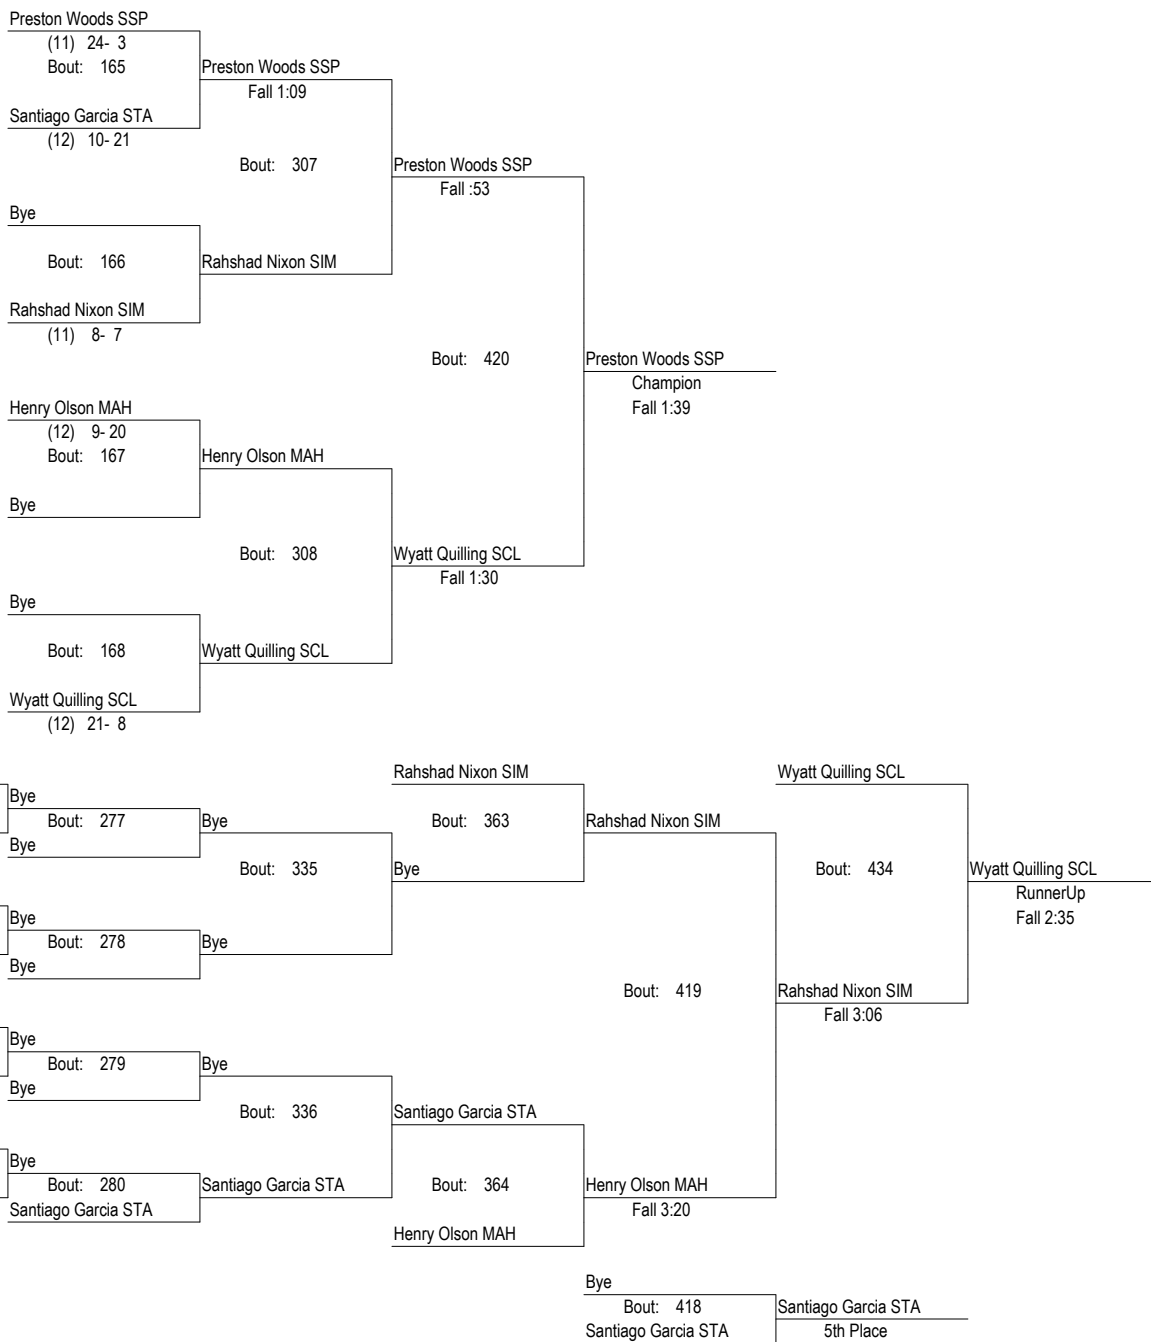 Preston Woods SSP
(11) 24- 3
Bout: 165
Preston Woods SSP
Fall 1:09
Santiago Garcia STA
(12) 10- 21
Bout: 307
Preston Woods SSP
Fall :53
Bye
Bout: 166
Rahshad Nixon SIM
Rahshad Nixon SIM
(11) 8- 7
Bout: 420
Preston Woods SSP
Champion
Fall 1:39
Henry Olson MAH
(12) 9- 20
Bout: 167
Henry Olson MAH
Bye
Bout: 308
Wyatt Quilling SCL
Fall 1:30
Bye
Bout: 168
Wyatt Quilling SCL
Wyatt Quilling SCL
(12) 21- 8
Rahshad Nixon SIM
Wyatt Quilling SCL
Bye
Bout: 277
Bye
Bout: 363
Rahshad Nixon SIM
Bye
Bout: 335
Bye
Bout: 434
Wyatt Quilling SCL
RunnerUp
Fall 2:35
Bye
Bout: 278
Bye
Bye
Bout: 419
Rahshad Nixon SIM
Fall 3:06
Bye
Bout: 279
Bye
Bye
Bout: 336
Santiago Garcia STA
Bye
Bout: 280
Santiago Garcia STA
Bout: 364
Henry Olson MAH
Santiago Garcia STA
Fall 3:20
Henry Olson MAH
Bye
Bout: 418
Santiago Garcia STA
Santiago Garcia STA
5th Place